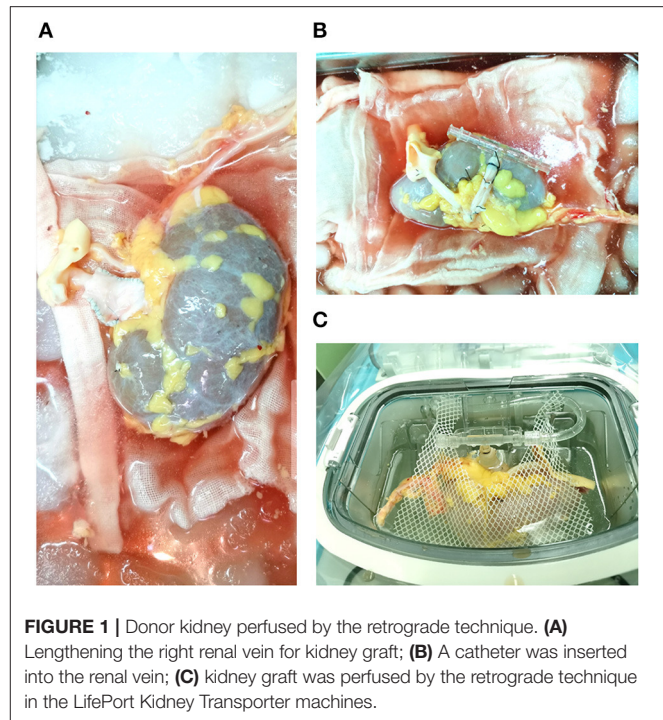 A
B
C
FIGURE 1 | Donor kidney perfused by the retrograde technique. (A)
Lengthening the right renal vein for kidney graft; (B) A catheter was inserted
into the renal vein; (C) kidney graft was perfused by the retrograde technique
in the LifePort Kidney Transporter machines.